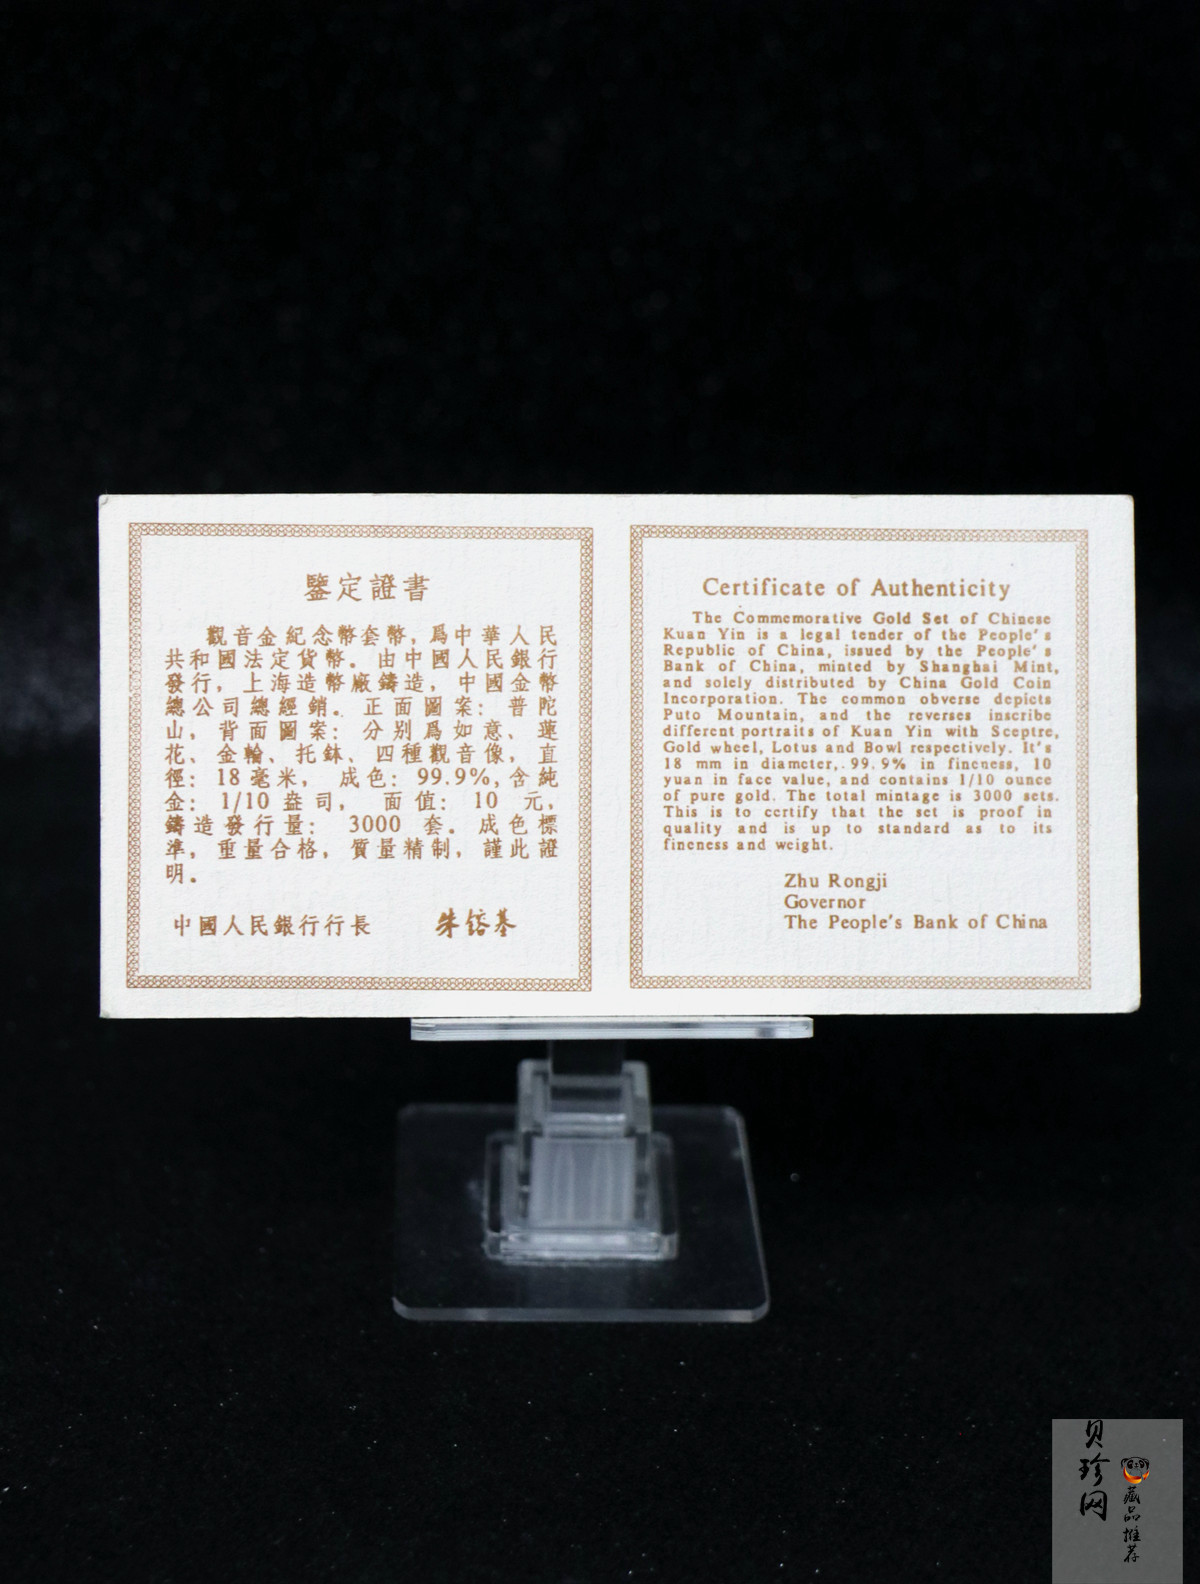 鑒定證書
觀音金紀念幣套幣，爲中華人民
共和國法定貨幣。由中國人民銀行
發行，上海造幣廠鑄造，中國金幣
總公司總經銷。正面圖案：普陀
山，背面圖案：分别爲如意、蓮
花、金輪、托鉢、四種觀音像，直
徑：18毫米，成色：99.9%,含純
金：1/10盎司，面值：10元，
鑄造發行量：3000套。成色標
準，重量合格，質量精制，謹此證
明。
中國人民銀行行長 朱镕基
Certificate of Authenticity
The Commemorative Gold Set of Chinese
Kuan Yin is a legal tender of the People's
Republic of China, issued by the People's
Bank of China, minted by Shanghai Mint,
and solely distributed by China Gold Coin
Incorporation. The common obverse depicts
Puto Mountain, and the reverses inscribe
different portraits of Kuan Yin with Sceptre,
Gold wheel, Lotus and Bowl respectively. It's
18 mm in diameter, 99.9% in fineness, 10
yuan in face value, and contains 1/10 ounce
of pure gold. The total mintage is 3000 sets.
This is to certify that the set is proof in
quality and is up to standard as to its
fineness and weight.
Zhu Rongji
Governor
The People's Bank of China
贝珍网
藏品推荐